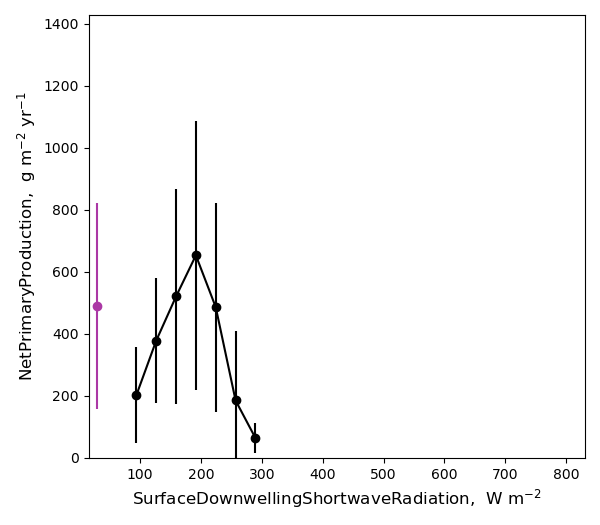 1400
1200
1000
800
600
400
200
0
NetPrimaryProduction, g m⁻² yr⁻¹
100 200 300 400 500 600 700 800
SurfaceDownwellingShortwaveRadiation, W m⁻²